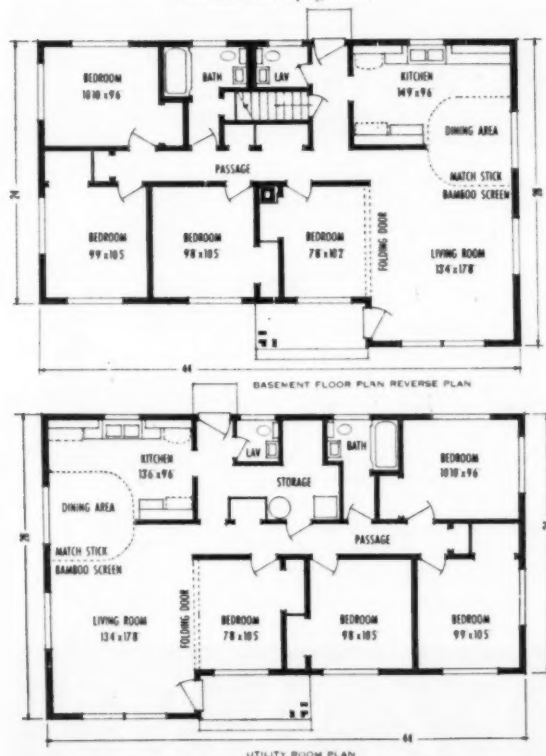 BEDROOM
10'10" x 9'6"
BATH
LAV
KITCHEN
14'9" x 9'6"
DINING AREA
PASSAGE
MATCH STICK
BAMBOO SCREEN
24
28
BEDROOM
9'9" x 10'5"
BEDROOM
9'8" x 10'5"
BEDROOM
7'8" x 10'2"
FOLDING DOOR
LIVING ROOM
13'4" x 17'8"
44
BASEMENT FLOOR PLAN REVERSE PLAN
KITCHEN
13'6" x 9'6"
LAV
BATH
BEDROOM
10'10" x 9'6"
STORAGE
DINING AREA
PASSAGE
MATCH STICK
BAMBOO SCREEN
28
LIVING ROOM
13'4" x 17'8"
FOLDING DOOR
BEDROOM
7'8" x 10'5"
BEDROOM
9'8" x 10'5"
BEDROOM
9'9" x 10'5"
44
UTILITY ROOM PLAN